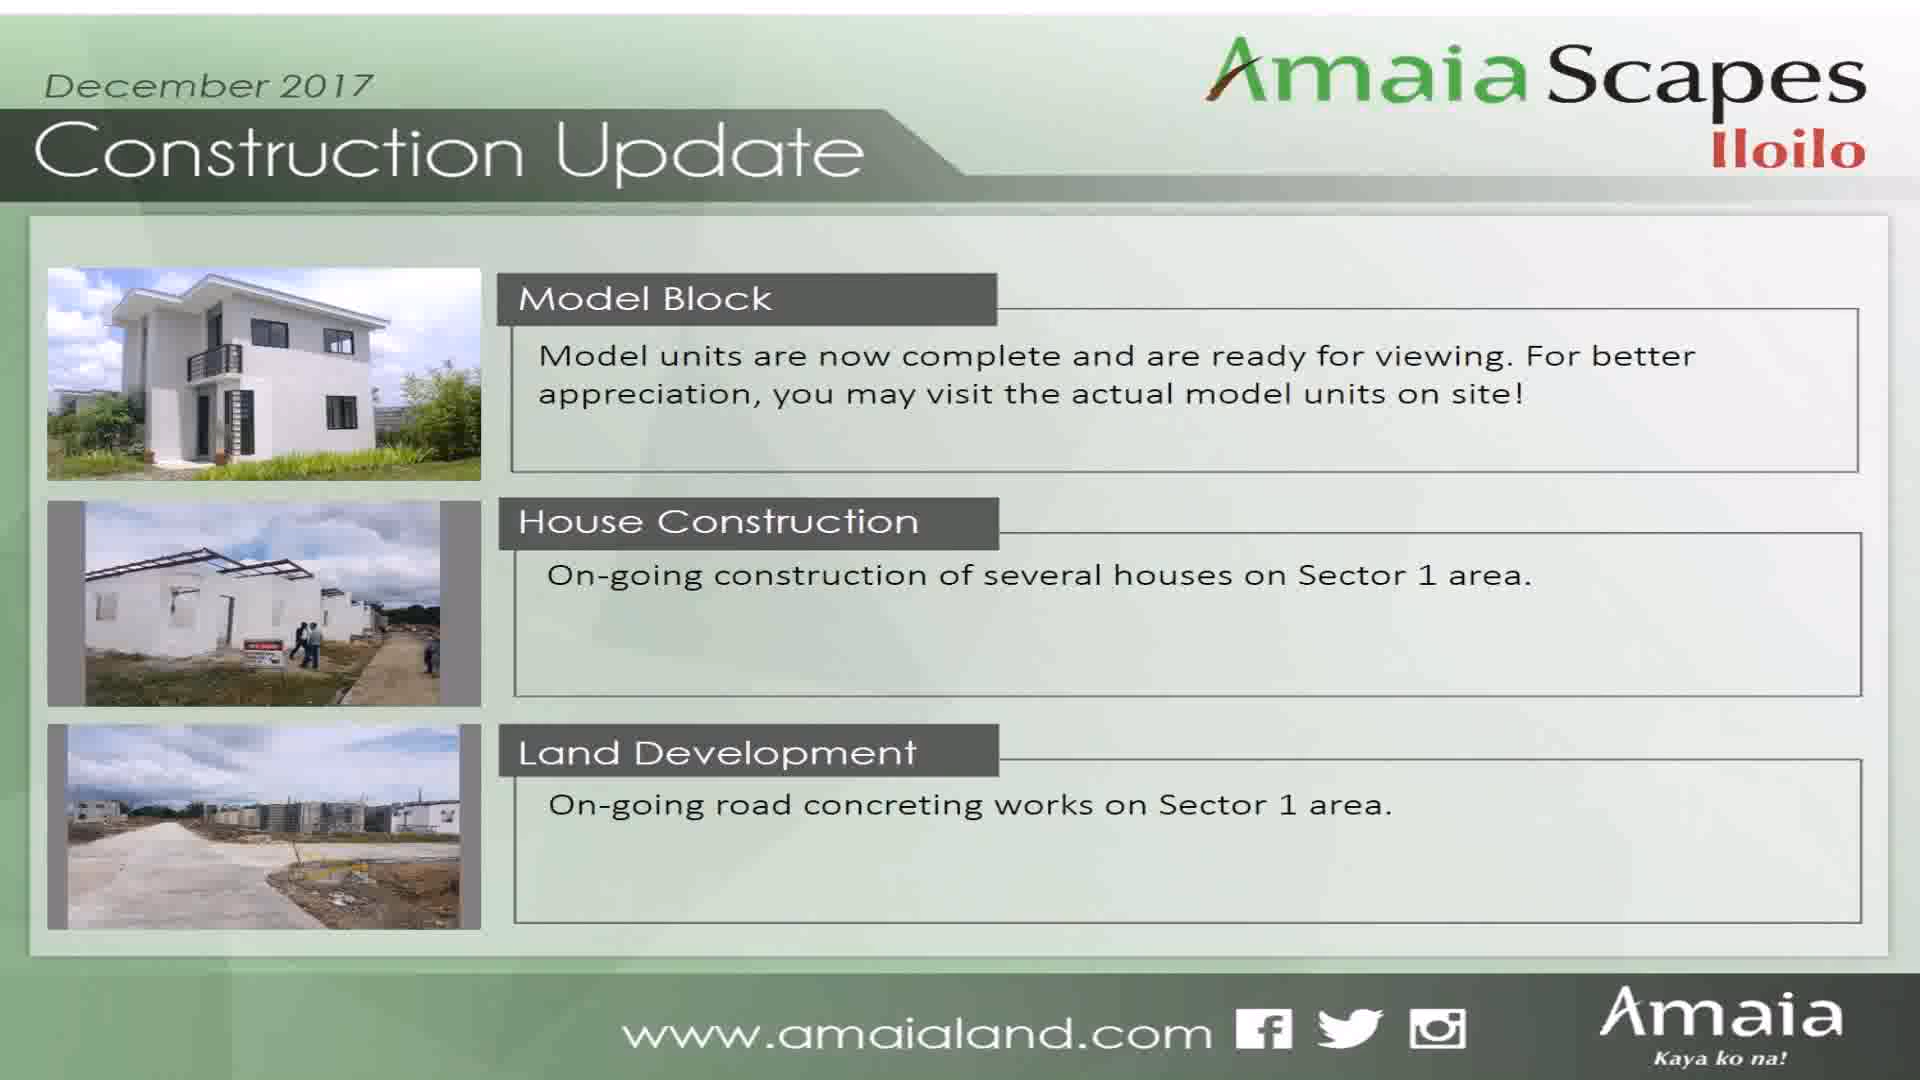 December 2017
Construction Update
Amaia Scapes
Iloilo
Model Block
Model units are now complete and are ready for viewing. For better
appreciation, you may visit the actual model units on site!
House Construction
On-going construction of several houses on Sector 1 area.
Land Development
On-going road concreting works on Sector 1 area.
www.amaialand.com
Amaia
Kaya ko na!